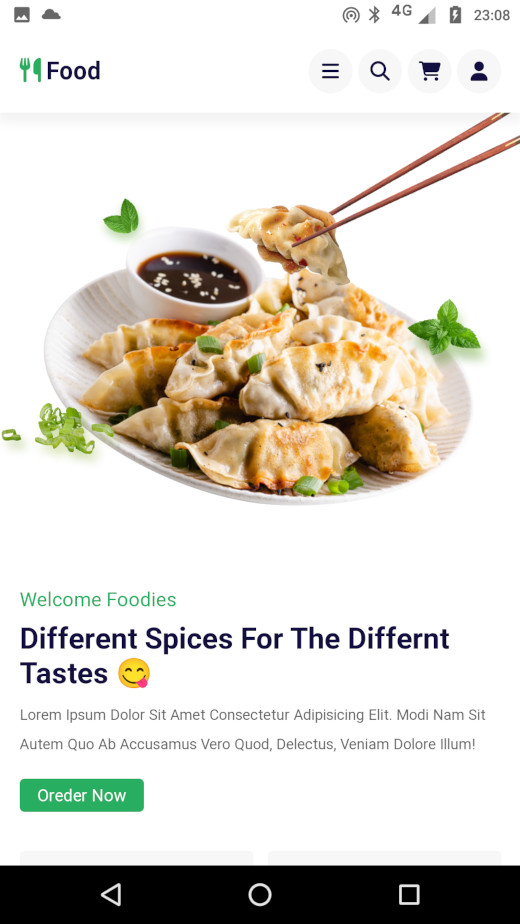 4G 23:08
Food
Welcome Foodies
Different Spices For The Differnt
Tastes 😋
Lorem Ipsum Dolor Sit Amet Consectetur Adipisicing Elit. Modi Nam Sit
Autem Quo Ab Accusamus Vero Quod, Delectus, Veniam Dolore Illum!
Oreder Now